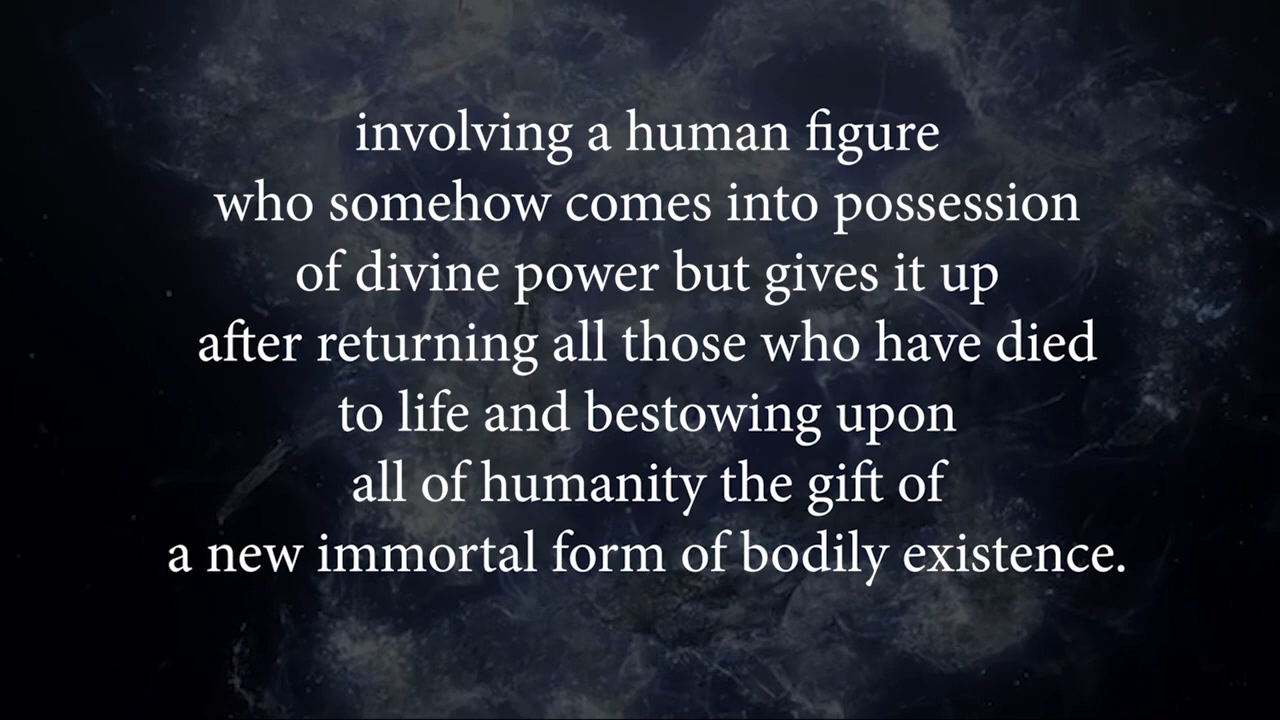 involving a human figure
who somehow comes into possession
of divine power but gives it up
after returning all those who have died
to life and bestowing upon
all of humanity the gift of
a new immortal form of bodily existence.